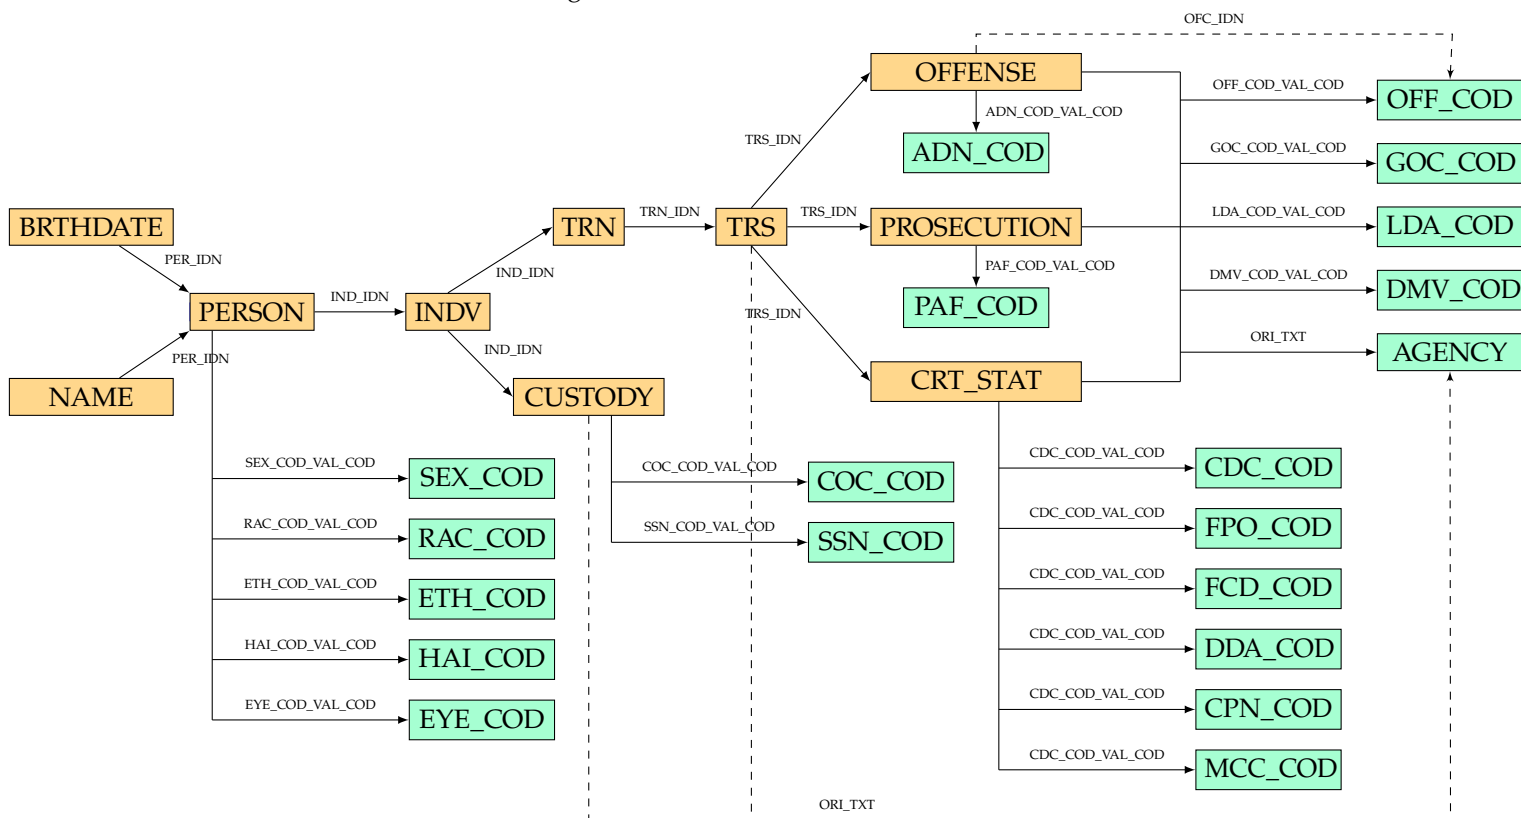 OFC_IDN
OFFENSE
OFF_COD_VAL_COD
OFF_COD
ADN_COD_VAL_COD
TRS_IDN
ADN_COD
GOC_COD_VAL_COD
GOC_COD
BRTHDATE
TRN
TRN_IDN
TRS
TRS_IDN
PROSECUTION
LDA_COD_VAL_COD
LDA_COD
PER_IDN
IND_IDN
PAF_COD_VAL_COD
DMV_COD_VAL_COD
DMV_COD
PERSON
IND_IDN
INDV
TRS_IDN
PAF_COD
PER_IDN
IND_IDN
ORI_TXT
AGENCY
NAME
CUSTODY
CRT_STAT
SEX_COD_VAL_COD
SEX_COD
COC_COD_VAL_COD
COC_COD
CDC_COD_VAL_COD
CDC_COD
RAC_COD_VAL_COD
RAC_COD
SSN_COD_VAL_COD
SSN_COD
CDC_COD_VAL_COD
FPO_COD
ETH_COD_VAL_COD
ETH_COD
CDC_COD_VAL_COD
FCD_COD
HAI_COD_VAL_COD
HAI_COD
CDC_COD_VAL_COD
DDA_COD
EYE_COD_VAL_COD
EYE_COD
CDC_COD_VAL_COD
CPN_COD
CDC_COD_VAL_COD
MCC_COD
ORI_TXT